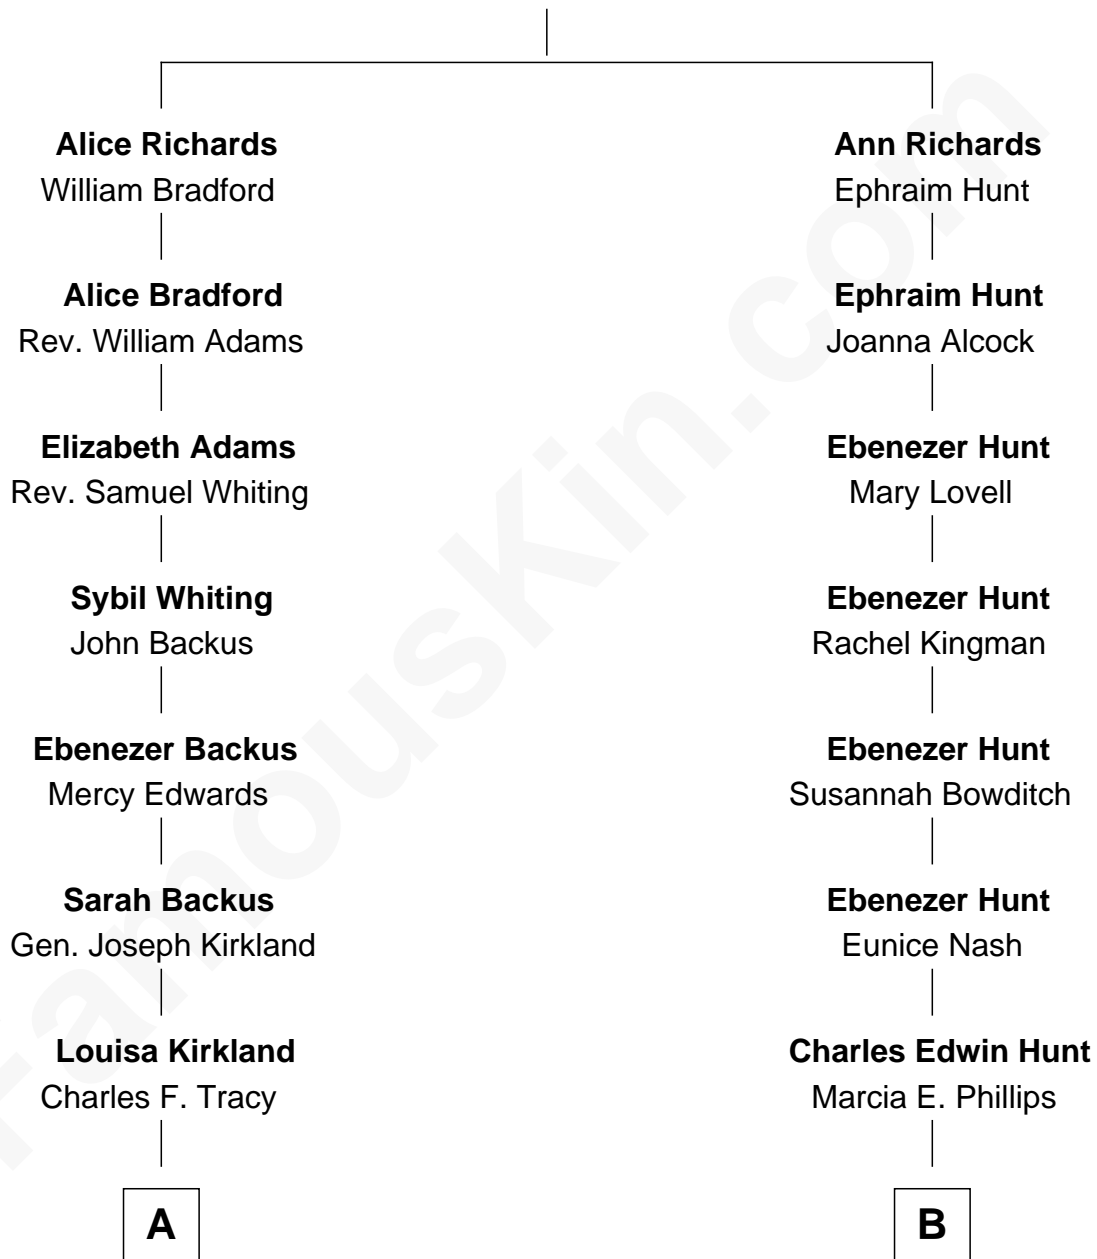 Alice Richards
William Bradford
Alice Bradford
Rev. William Adams
Elizabeth Adams
Rev. Samuel Whiting
Sybil Whiting
John Backus
Ebenezer Backus
Mercy Edwards
Sarah Backus
Gen. Joseph Kirkland
Louisa Kirkland
Charles F. Tracy
A
Ann Richards
Ephraim Hunt
Ephraim Hunt
Joanna Alcock
Ebenezer Hunt
Mary Lovell
Ebenezer Hunt
Rachel Kingman
Ebenezer Hunt
Susannah Bowditch
Ebenezer Hunt
Eunice Nash
Charles Edwin Hunt
Marcia E. Phillips
B
FamousKin.com